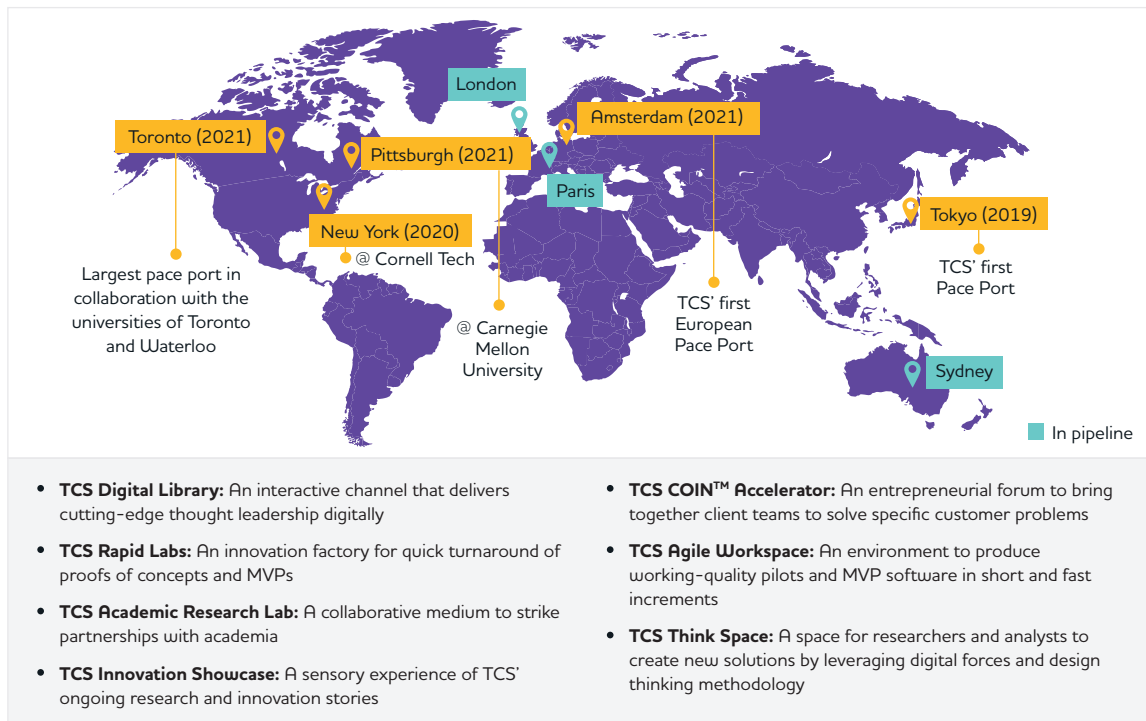 London
Toronto (2021)
Amsterdam (2021)
Pittsburgh (2021)
Paris
New York (2020)
@ Cornell Tech
Tokyo (2019)
Largest pace port in
collaboration with the
universities of Toronto
and Waterloo
@ Carnegie
Mellon
University
TCS' first
European
Pace Port
TCS' first
Pace Port
Sydney
In pipeline
• TCS Digital Library: An interactive channel that delivers
cutting-edge thought leadership digitally
• TCS Rapid Labs: An innovation factory for quick turnaround of
proofs of concepts and MVPs
• TCS Academic Research Lab: A collaborative medium to strike
partnerships with academia
• TCS Innovation Showcase: A sensory experience of TCS'
ongoing research and innovation stories
• TCS COIN™ Accelerator: An entrepreneurial forum to bring
together client teams to solve specific customer problems
• TCS Agile Workspace: An environment to produce
working-quality pilots and MVP software in short and fast
increments
• TCS Think Space: A space for researchers and analysts to
create new solutions by leveraging digital forces and design
thinking methodology